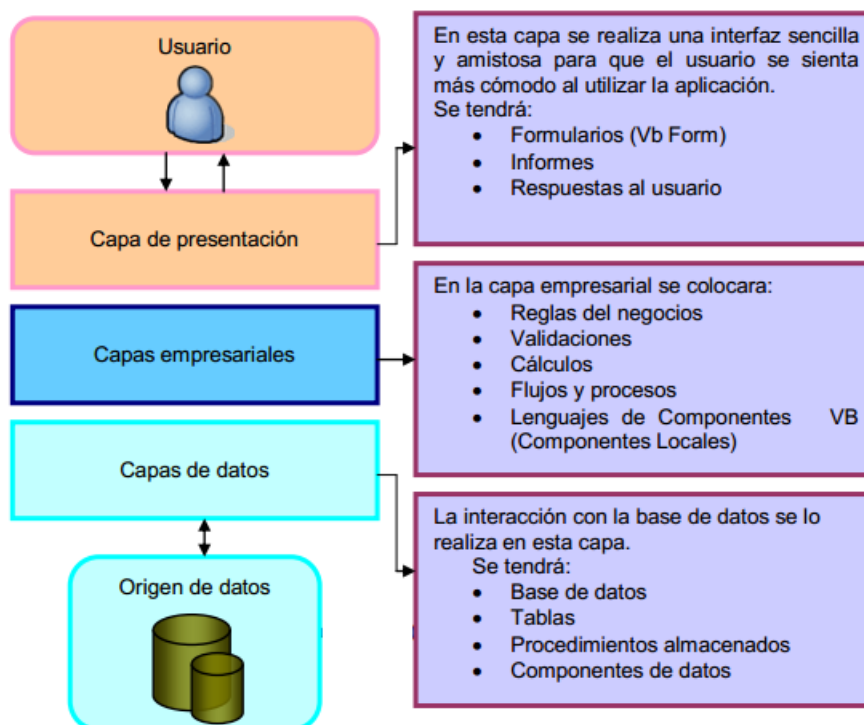 Usuario
Capa de presentación
Capas empresariales
Capas de datos
Origen de datos
En esta capa se realiza una interfaz sencilla
y amistosa para que el usuario se sienta
más cómodo al utilizar la aplicación.
Se tendrá:
• Formularios (Vb Form)
• Informes
• Respuestas al usuario
En la capa empresarial se colocara:
• Reglas del negocios
• Validaciones
• Cálculos
• Flujos y procesos
• Lenguajes de Componentes VB
(Componentes Locales)
La interacción con la base de datos se lo
realiza en esta capa.
Se tendrá:
• Base de datos
• Tablas
• Procedimientos almacenados
• Componentes de datos